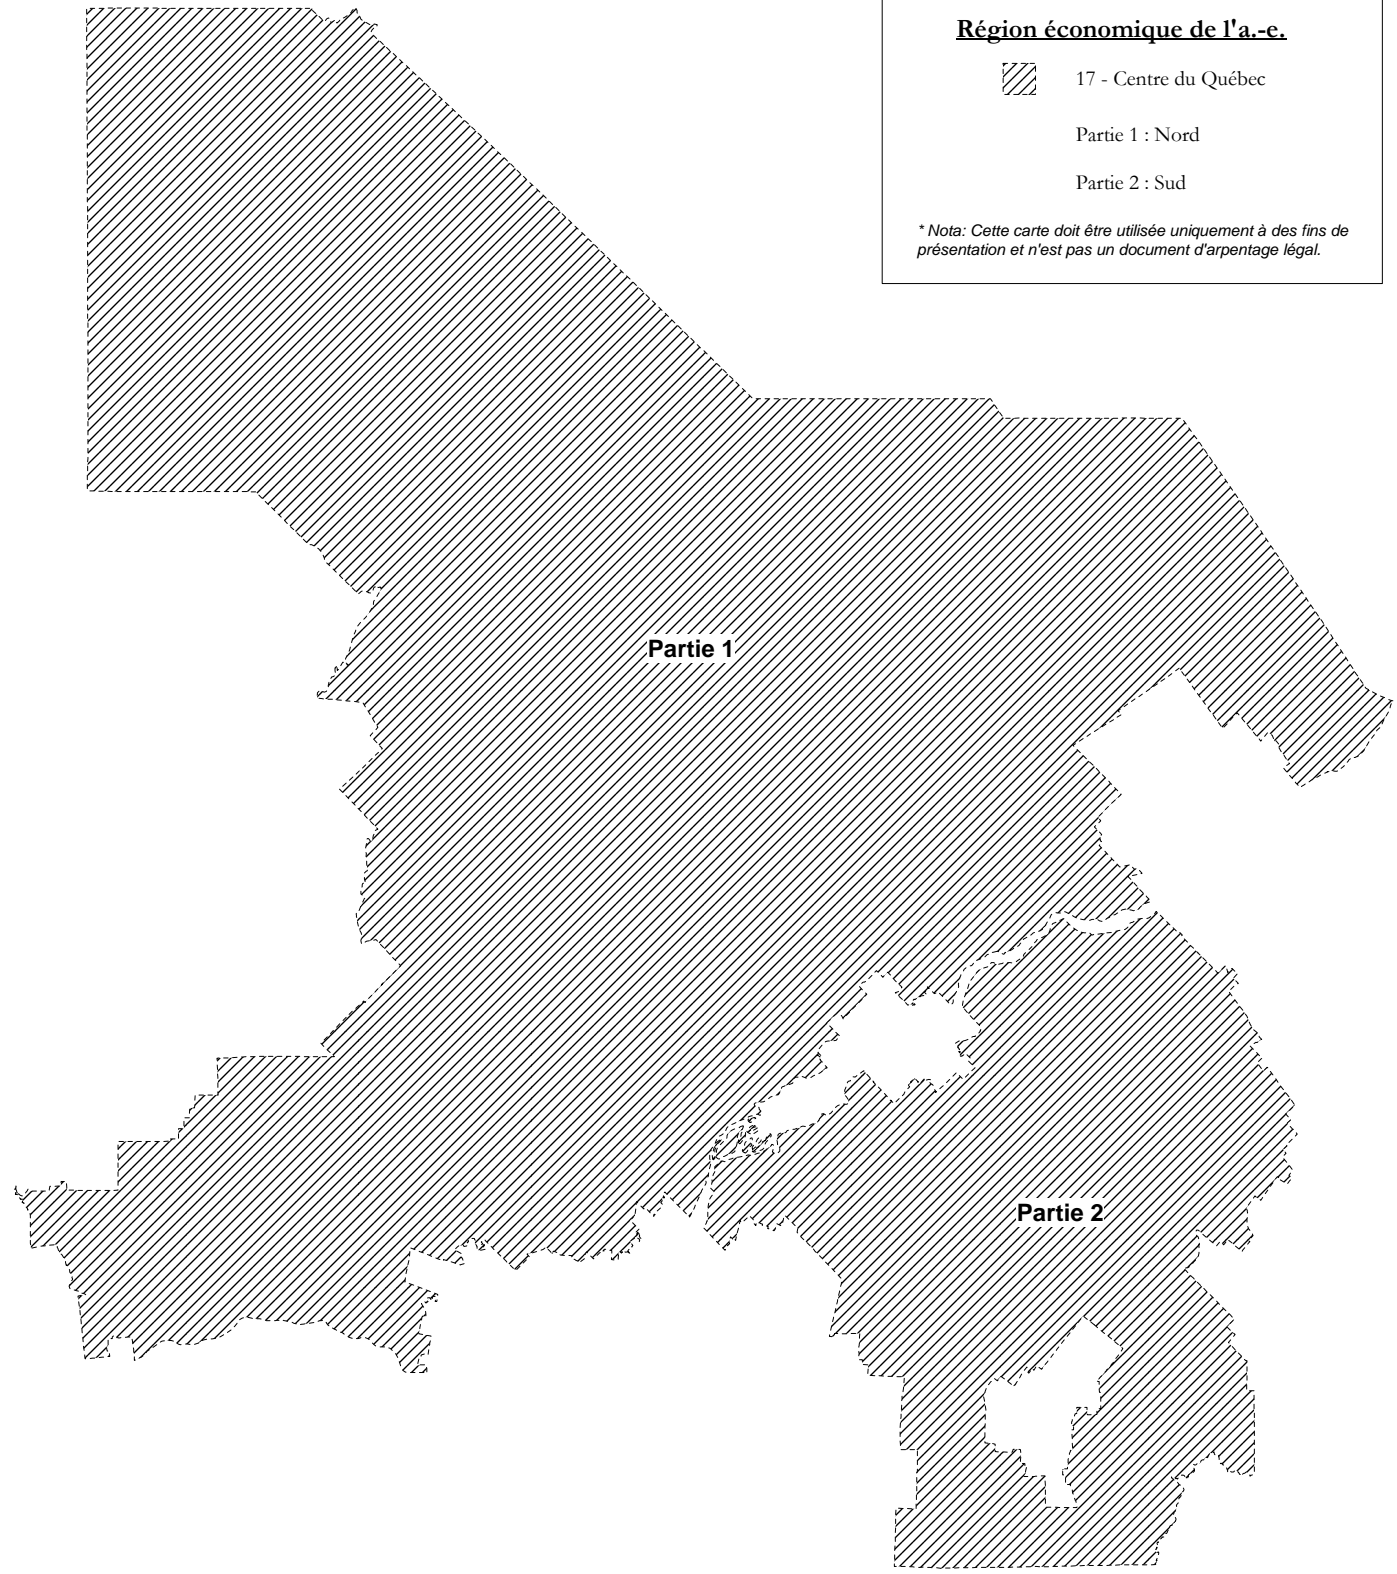 Région économique de l'a.-e.
17 - Centre du Québec
Partie 1 : Nord
Partie 2 : Sud
* Nota: Cette carte doit être utilisée uniquement à des fins de
présentation et n'est pas un document d'arpentage légal.
Partie 1
Partie 2